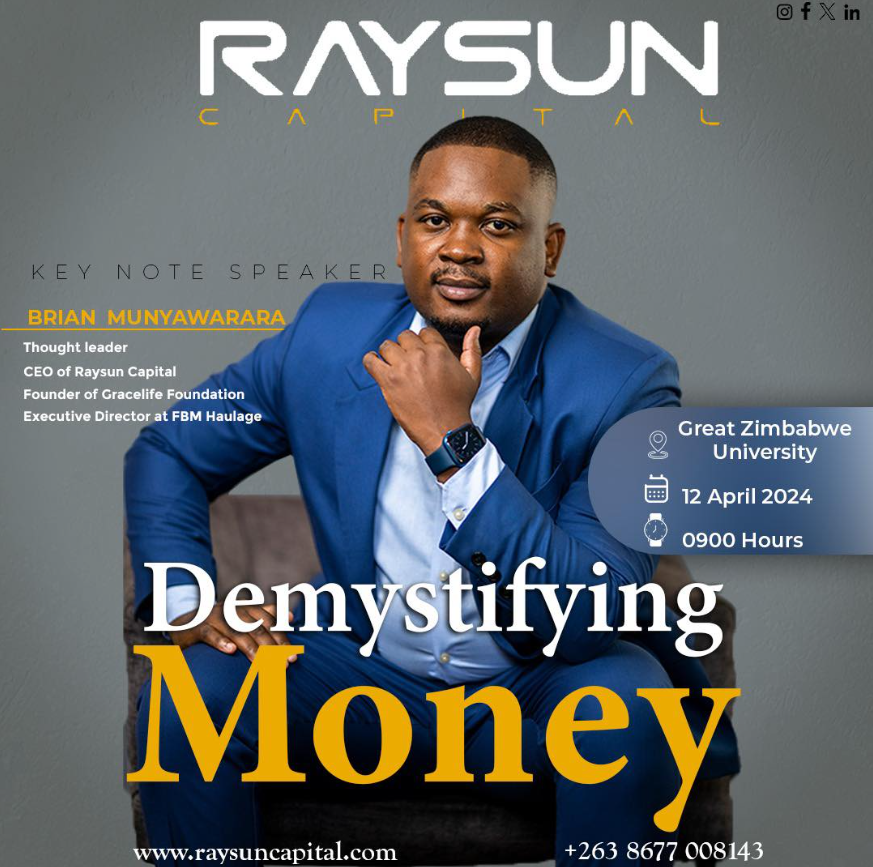 RAYSUN
CAPITAL
KEY NOTE SPEAKER
BRIAN MUNYAWARARA
Thought leader
CEO of Raysun Capital
Founder of Gracelife Foundation
Executive Director at FBM Haulage
Great Zimbabwe
University
12 April 2024
0900 Hours
Demystifying
Money
www.raysuncapital.com
+263 8677 008143